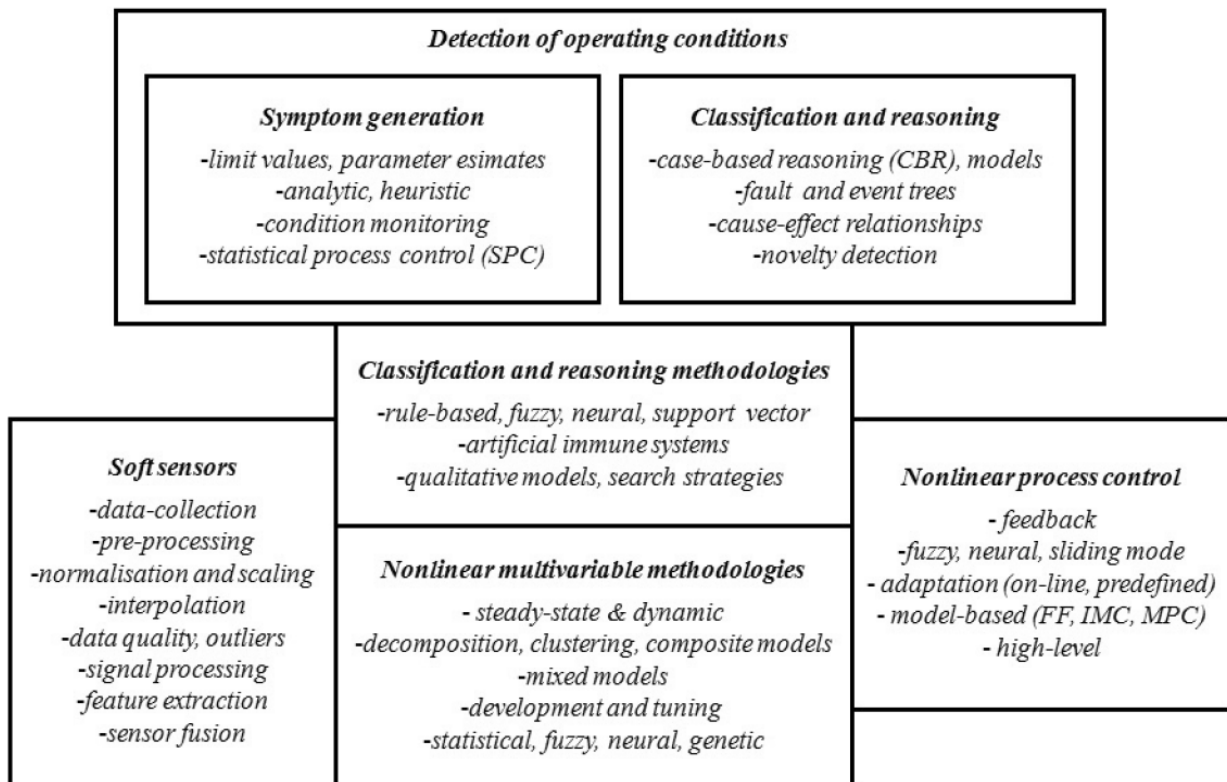 Detection of operating conditions
Symptom generation
-limit values, parameter esimates
-analytic, heuristic
-condition monitoring
-statistical process control (SPC)
Classification and reasoning
-case-based reasoning (CBR), models
-fault and event trees
-cause-effect relationships
-novelty detection
Classification and reasoning methodologies
-rule-based, fuzzy, neural, support vector
-artificial immune systems
-qualitative models, search strategies
Soft sensors
-data-collection
-pre-processing
-normalisation and scaling
-interpolation
-data quality, outliers
-signal processing
-feature extraction
-sensor fusion
Nonlinear multivariable methodologies
- steady-state & dynamic
-decomposition, clustering, composite models
-mixed models
-development and tuning
-statistical, fuzzy, neural, genetic
Nonlinear process control
- feedback
-fuzzy, neural, sliding mode
- adaptation (on-line, predefined)
- model-based (FF, IMC, MPC)
- high-level